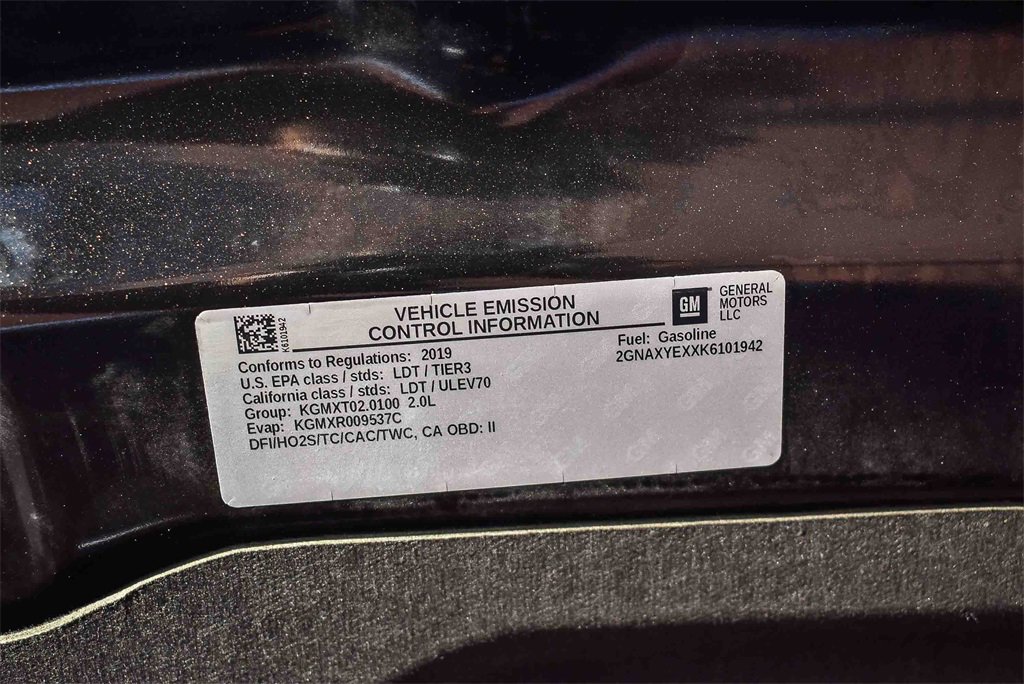 VEHICLE EMISSION
CONTROL INFORMATION
K6101942
GM
GENERAL
MOTORS
LLC
Conforms to Regulations: 2019
U.S. EPA class / stds: LDT / TIER3
California class / stds: LDT / ULEV70
Group: KGMXT02.0100 2.0L
Evap: KGMXR009537C
DFI/HO2S/TC/CAC/TWC, CA OBD: II
Fuel: Gasoline
2GNAXYEXXK6101942